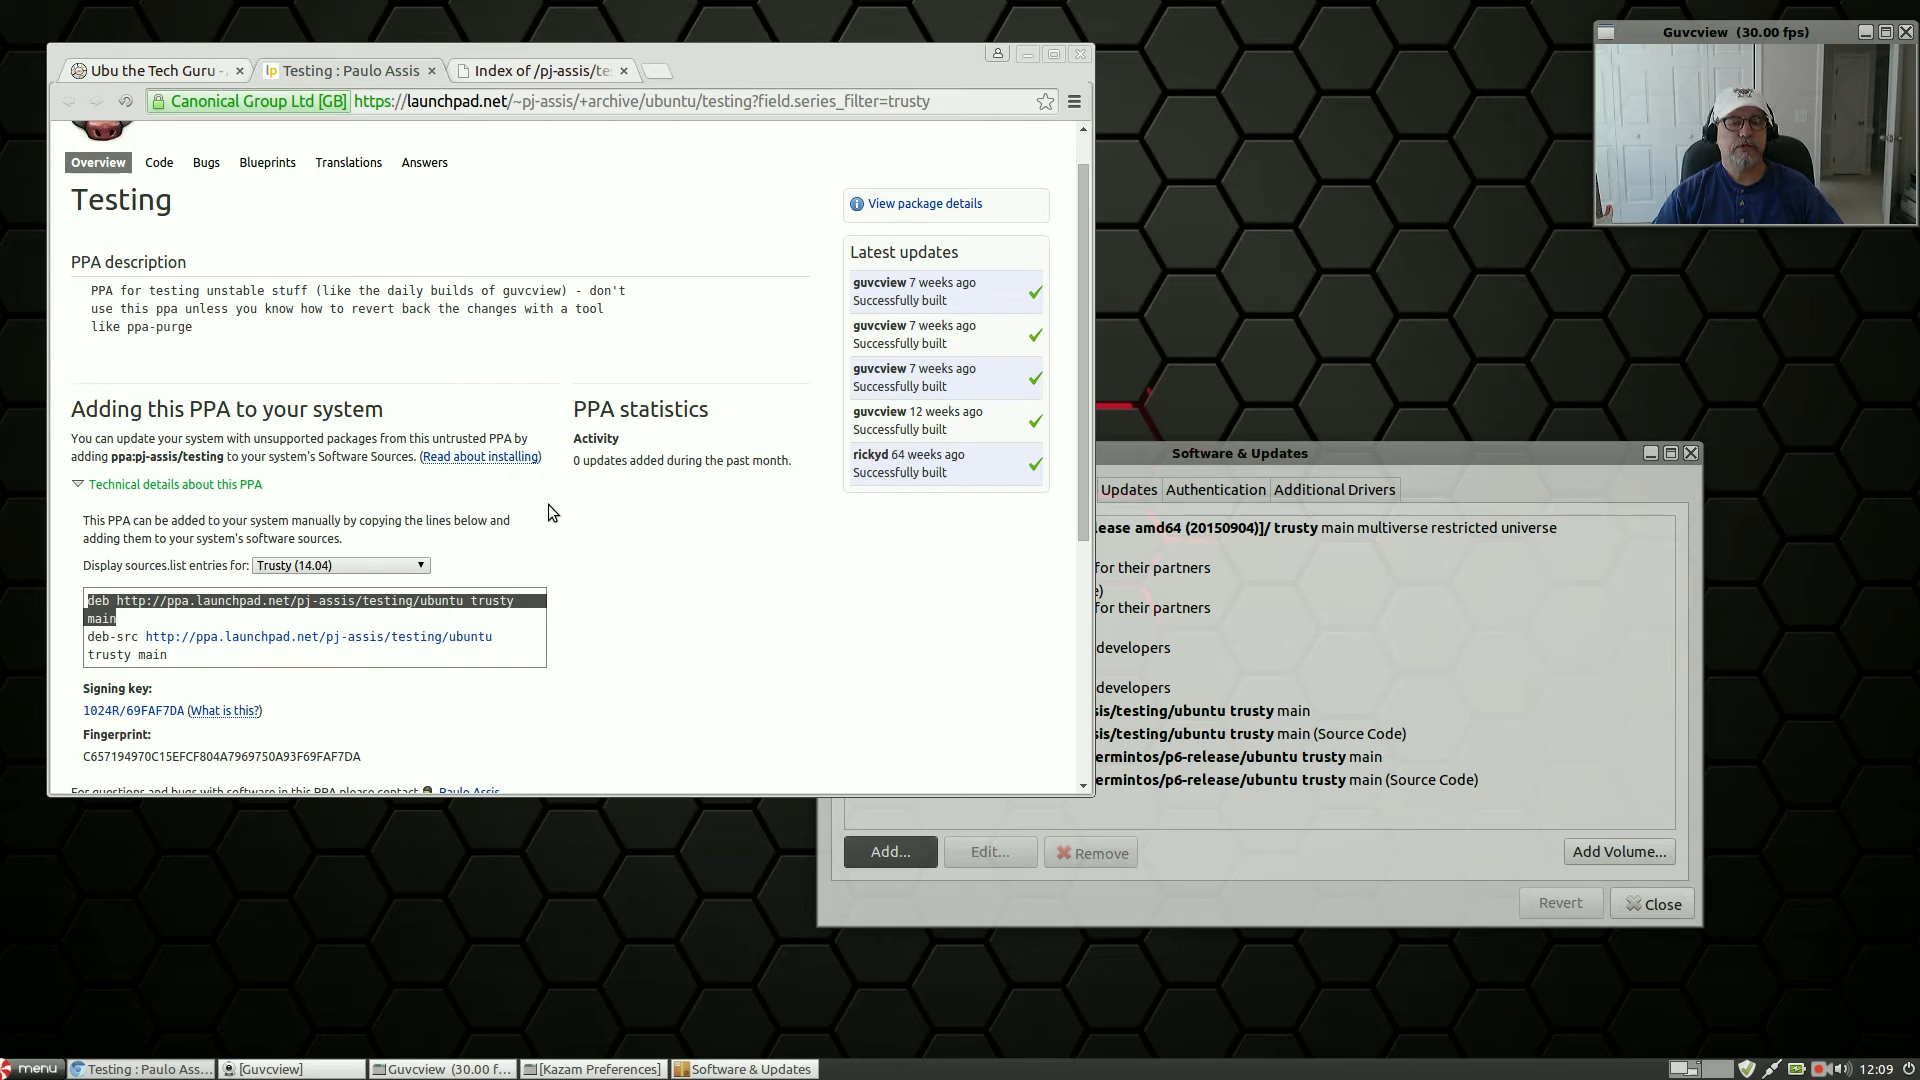 Guvcview (30.00 fps)
Ubu the Tech Guru -
Testing : Paulo Assis
Index of /pj-assis/te
Canonical Group Ltd [GB]
https://launchpad.net/~pj-assis/+archive/ubuntu/testing?field.series_filter=trusty
Overview
Code
Bugs
Blueprints
Translations
Answers
Testing
View package details
PPA description
PPA for testing unstable stuff (like the daily builds of guvcview) - don't
use this ppa unless you know how to revert back the changes with a tool
like ppa-purge
Latest updates
guvcview 7 weeks ago
Successfully built
guvcview 7 weeks ago
Successfully built
guvcview 7 weeks ago
Successfully built
guvcview 12 weeks ago
Successfully built
rickyd 64 weeks ago
Successfully built
Adding this PPA to your system
You can update your system with unsupported packages from this untrusted PPA by
adding ppa:pj-assis/testing to your system's Software Sources. (Read about installing)
PPA statistics
Activity
0 updates added during the past month.
Technical details about this PPA
This PPA can be added to your system manually by copying the lines below and
adding them to your system's software sources.
Display sources.list entries for: Trusty (14.04)
deb http://ppa.launchpad.net/pj-assis/testing/ubuntu trusty
main
deb-src http://ppa.launchpad.net/pj-assis/testing/ubuntu
trusty main
Signing key:
1024R/69FAF7DA (What is this?)
Fingerprint:
C657194970C15EFCF804A7969750A93F69FAF7DA
For questions and bugs with software in this PPA please contact Paulo Assis
Software & Updates
Updates
Authentication
Additional Drivers
ease amd64 (20150904)]/ trusty main multiverse restricted universe
for their partners
e)
for their partners
developers
developers
sis/testing/ubuntu trusty main
sis/testing/ubuntu trusty main (Source Code)
ermintos/p6-release/ubuntu trusty main
ermintos/p6-release/ubuntu trusty main (Source Code)
Add...
Edit...
Remove
Add Volume...
Revert
Close
menu
Testing : Paulo Ass...
[Guvcview]
Guvcview (30.00 f...
[Kazam Preferences]
Software & Updates
12:09